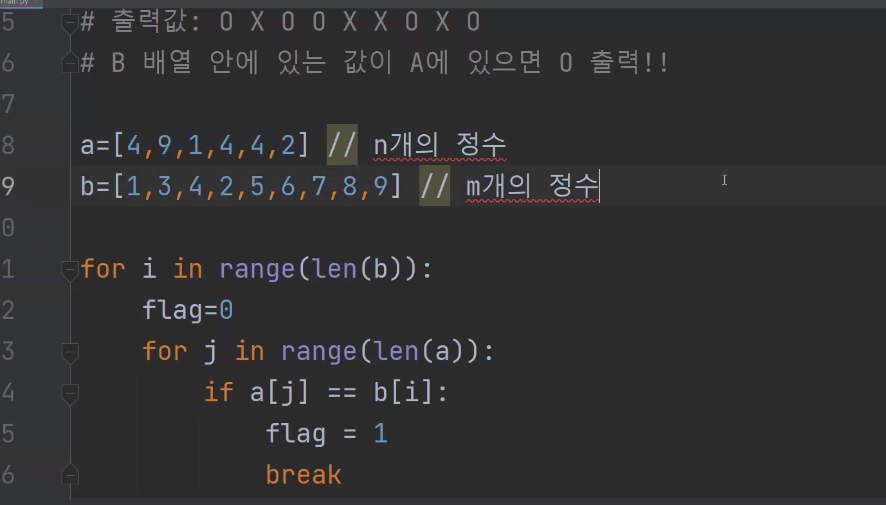 main.py
5 # 출력값: O X O O X X O X O
6 # B 배열 안에 있는 값이 A에 있으면 O 출력!!
7
8 a=[4,9,1,4,4,2] // n개의 정수
9 b=[1,3,4,2,5,6,7,8,9] // m개의 정수
0
1 for i in range(len(b)):
2 flag=0
3 for j in range(len(a)):
4 if a[j] == b[i]:
5 flag = 1
6 break